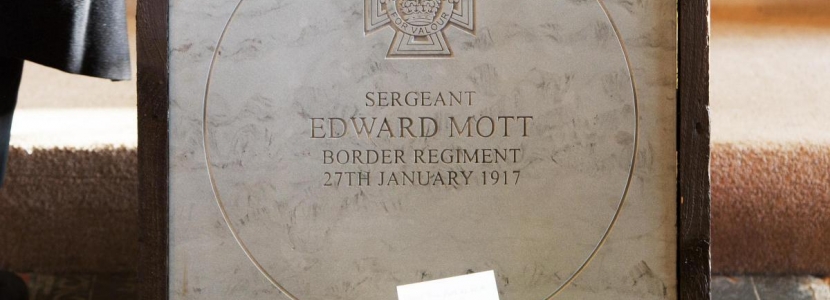 FOR VALOUR
SERGEANT
EDWARD MOTT
BORDER REGIMENT
27TH JANUARY 1917